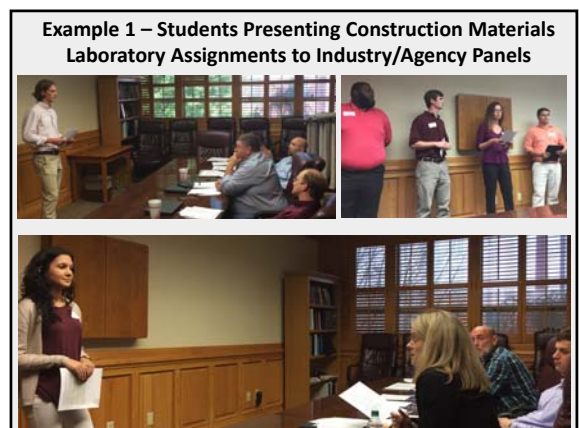 Example 1 – Students Presenting Construction Materials
Laboratory Assignments to Industry/Agency Panels